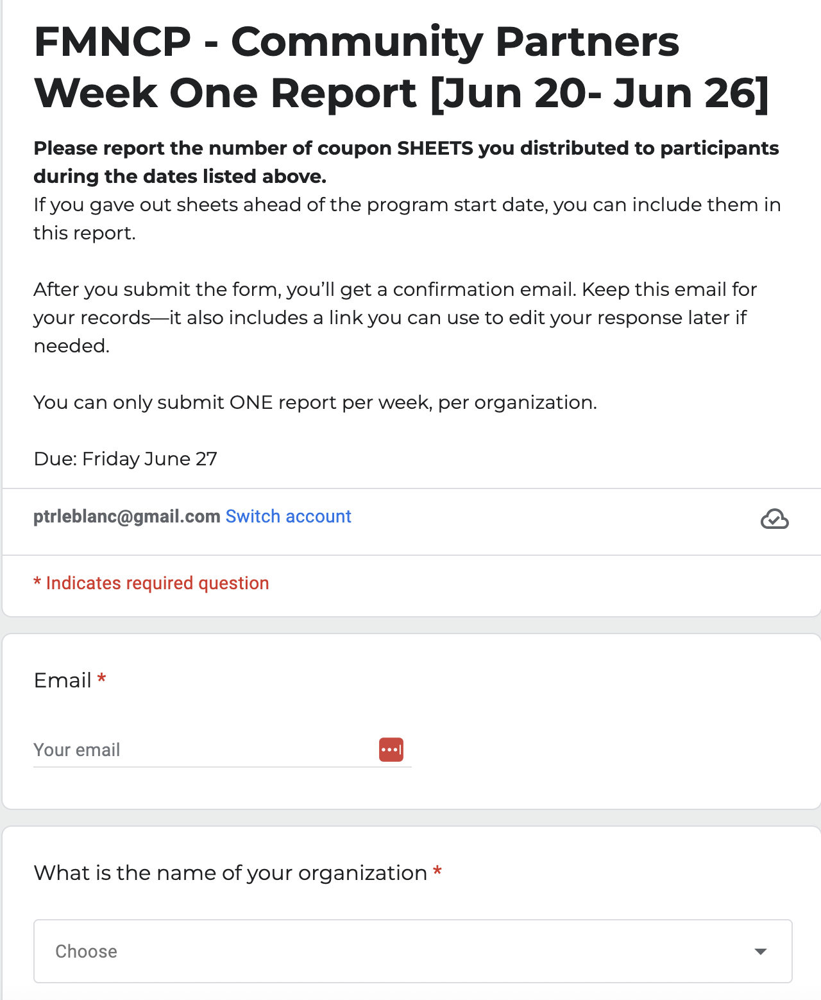 FMNCP - Community Partners
Week One Report [Jun 20- Jun 26]
Please report the number of coupon SHEETS you distributed to participants
during the dates listed above.
If you gave out sheets ahead of the program start date, you can include them in
this report.
After you submit the form, you’ll get a confirmation email. Keep this email for
your records—it also includes a link you can use to edit your response later if
needed.
You can only submit ONE report per week, per organization.
Due: Friday June 27
ptrleblanc@gmail.com Switch account
* Indicates required question
Email *
Your email
What is the name of your organization *
Choose